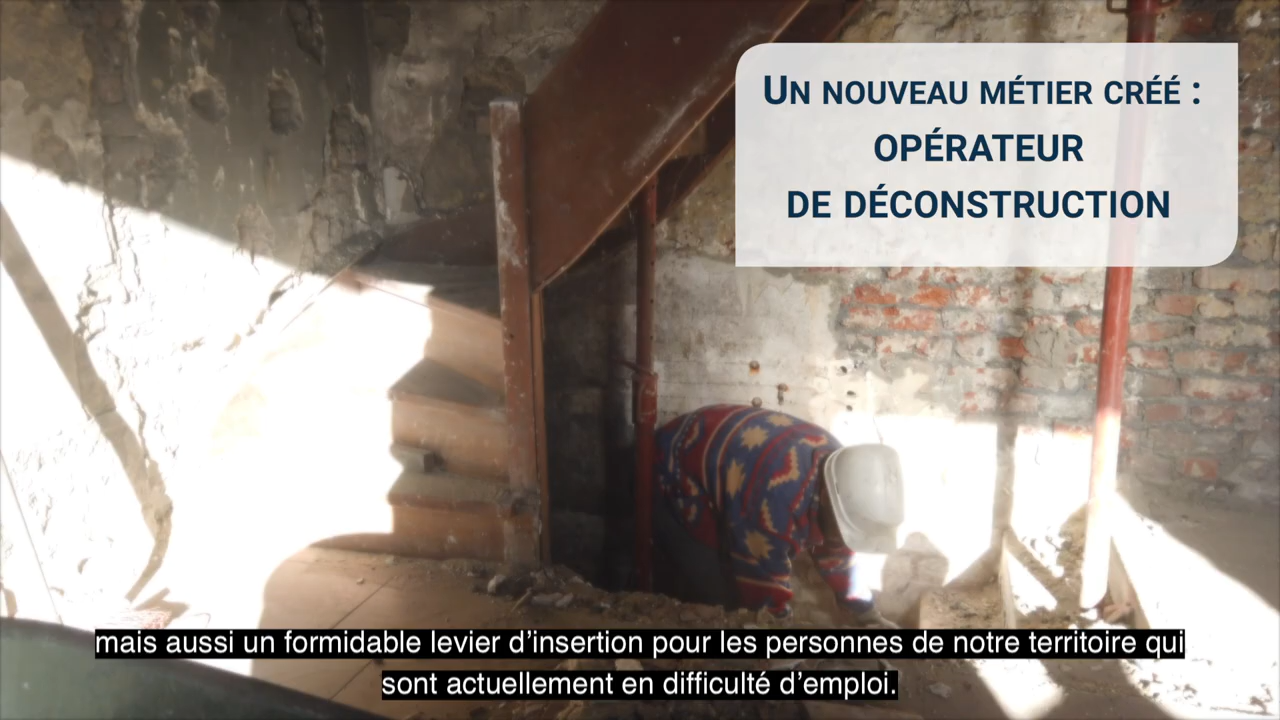 UN NOUVEAU MÉTIER CRÉÉ :
OPÉRATEUR
DE DÉCONSTRUCTION
mais aussi un formidable levier d'insertion pour les personnes de notre territoire qui
sont actuellement en difficulté d'emploi.